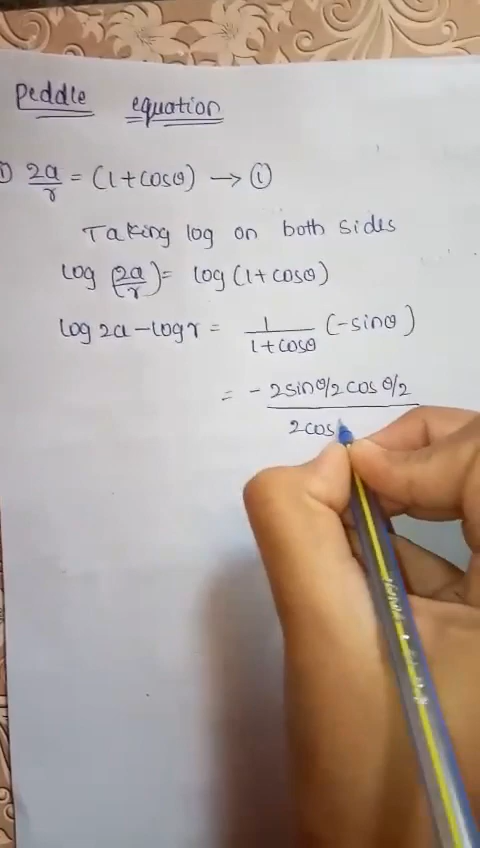 Peddle equation
1) 2a/r = (1+cosθ) → ①
Taking log on both sides
log (2a/r) = log (1+cosθ)
log 2a - log r = 1/(1+cosθ) (-sinθ)
= - 2sinθ/2 cosθ/2 / 2cos